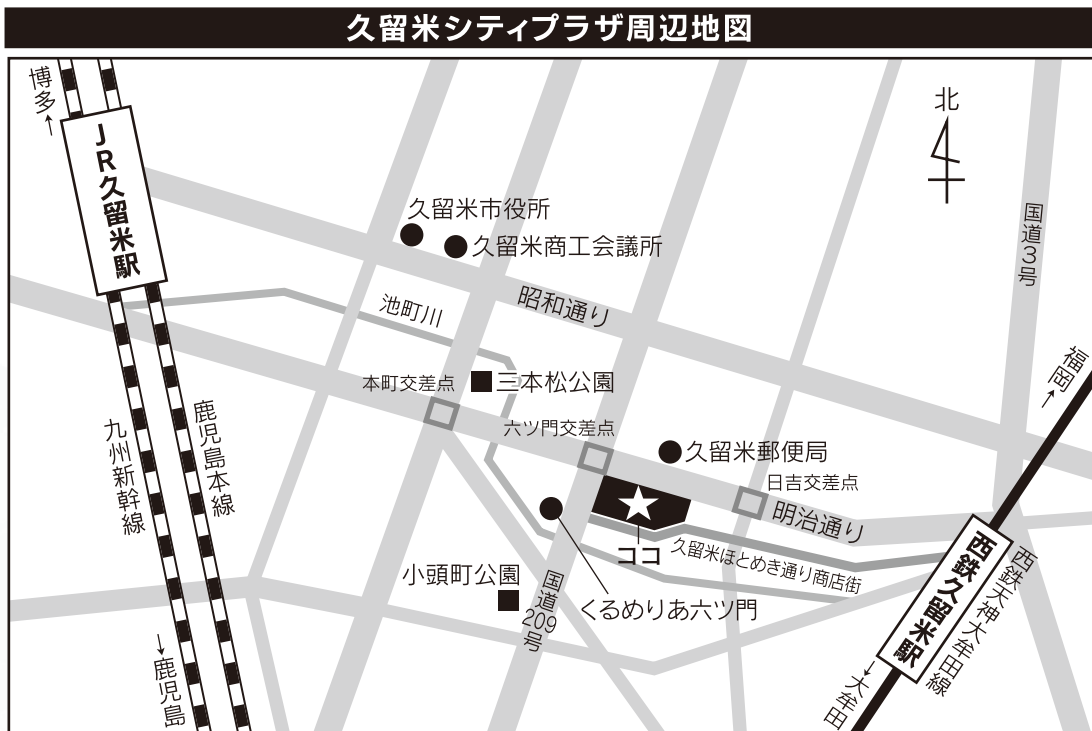 久留米シティプラザ周辺地図
博多↑
北
JR久留米駅
久留米市役所
久留米商工会議所
国道3号
池町川
昭和通り
福岡↑
本町交差点
三本松公園
六ツ門交差点
久留米郵便局
日吉交差点
明治通り
九州新幹線
鹿児島本線
ココ
久留米ほとめき通り商店街
西鉄久留米駅
西鉄天神大牟田線
小頭町公園
国道209号
くるめりあ六ツ門
↓鹿児島
↓大牟田